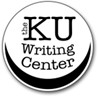 the KU
Writing
Center